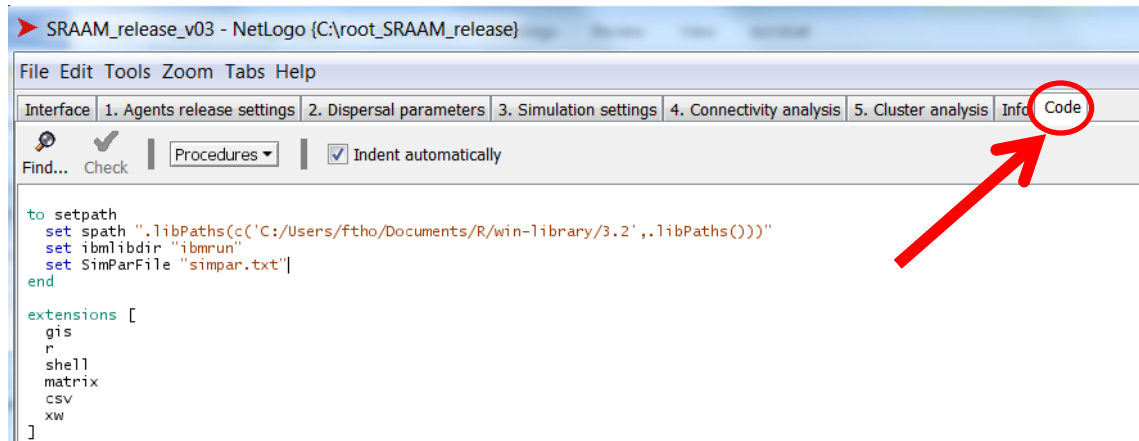 SRAAM_release_v03 - NetLogo {C:\root_SRAAM_release}
File Edit Tools Zoom Tabs Help
Interface 1. Agents release settings 2. Dispersal parameters 3. Simulation settings 4. Connectivity analysis 5. Cluster analysis Info Code
Find... Check Procedures Indent automatically
to setpath
set spath ".libPaths(c('C:/Users/ftho/Documents/R/win-library/3.2',.libPaths()))"
set ibmlibdir "ibmrun"
set SimParFile "simpar.txt"
end
extensions [
gis
r
shell
matrix
csv
xw
]